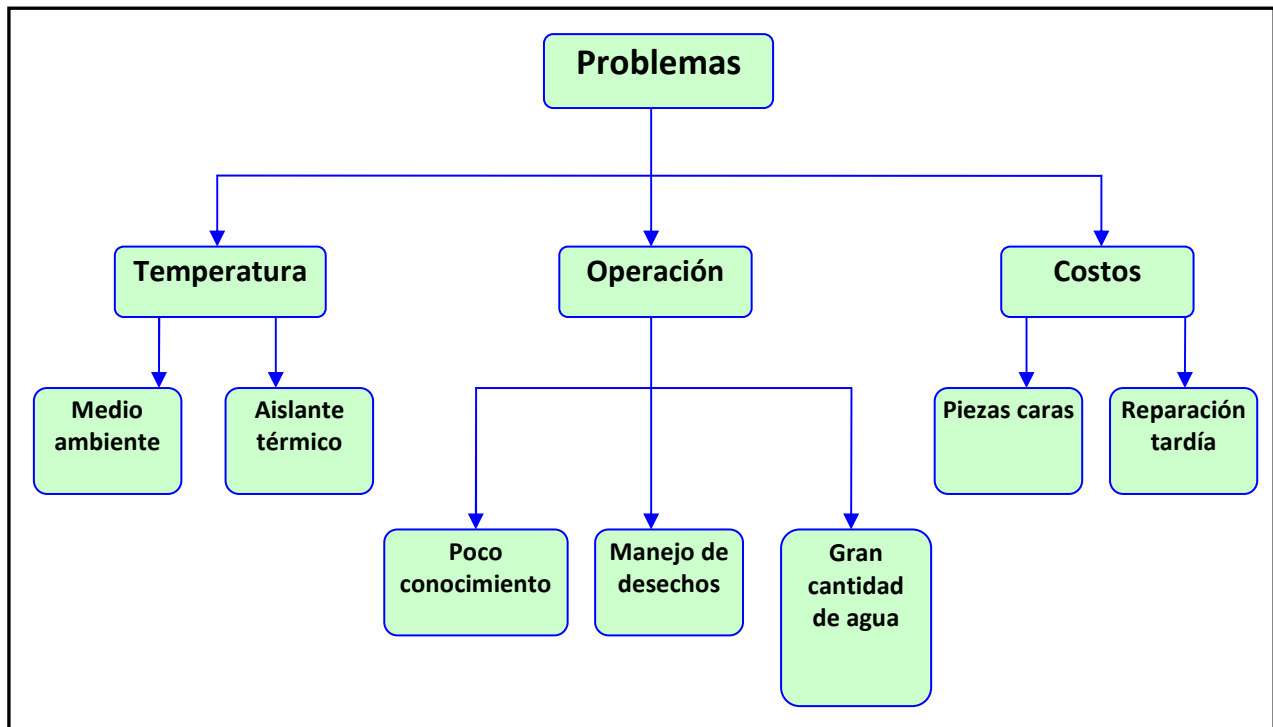 Problemas
Temperatura
Operación
Costos
Medio
ambiente
Aislante
térmico
Piezas caras
Reparación
tardía
Poco
conocimiento
Manejo de
desechos
Gran
cantidad
de agua